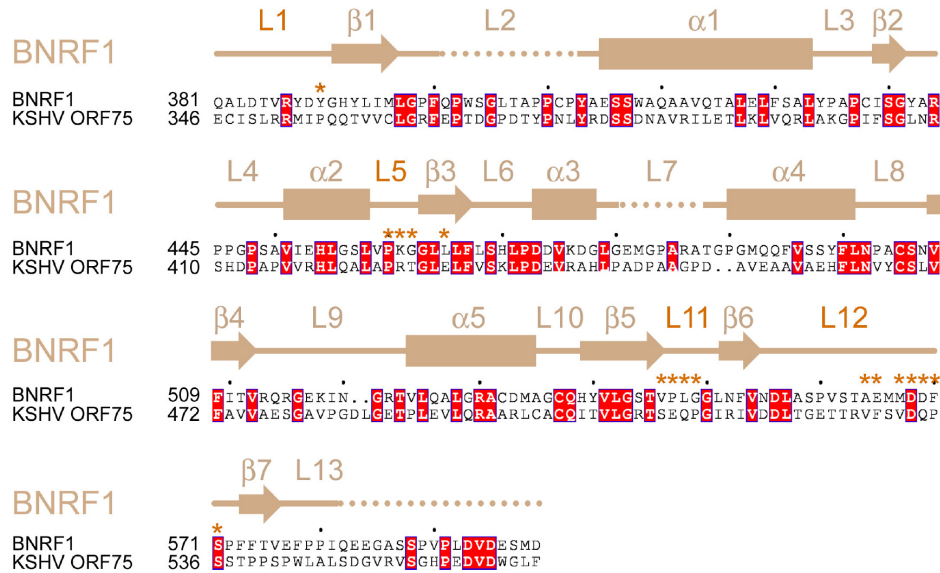 L1 β1 L2 α1 L3 β2
BNRF1
*
BNRF1 381 QALDTVRYDYGHYLIMLGPFQPWSGLTAPPCPYAESSWAQAAVQTALELFSALYPAPCISGYAR
KSHV ORF75 346 ECISLRRMIPQQTVVCLGRFEPTDGPDTYPNLYRDSSDNAVRILETLKLVQRLAKGPIFSGLNR
L4 α2 L5 β3 L6 α3 L7 α4 L8
BNRF1
*** *
BNRF1 445 PPGPSAVIEHLGSLVPKGGLLLFLSHLPDDVKDGLGEMGPARATGPGMQQFVSSYFLNPACSNV
KSHV ORF75 410 SHDPAPVVRHLQALAPRTGLELFVSKLPDEVRAHLPADPAAGPD..AVEAAVAEHFLNVYCSLV
β4 L9 α5 L10 β5 L11 β6 L12
BNRF1
**** ** ****
BNRF1 509 FITVRQRGEKIN..GRTVLQALGRACDMAGCQHYVLGSTVPLGGLNFVNDLASPVSTAEMMDDF
KSHV ORF75 472 FAVVAESGAVPGDLGETPLEVLQRAARLCACQITVLGRTSEQPGIRIVDDLTGETTRVFSVDQP
β7 L13
BNRF1
*
BNRF1 571 SPFFTVEFPPIQEEGASSPVPLDVDESMD
KSHV ORF75 536 SSTPPSPWLALSDGVRVSGHPEDVDWGLF